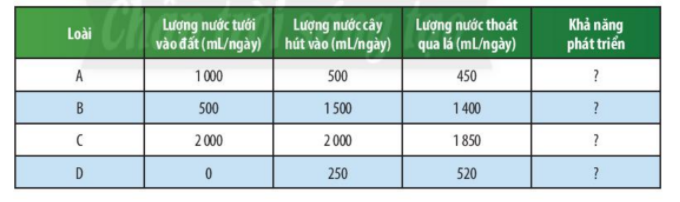 Loài
Lượng nước tưới
vào đất (mL/ngày)
Lượng nước cây
hút vào (mL/ngày)
Lượng nước thoát
qua lá (mL/ngày)
Khả năng
phát triển
A 1 000 500 450 ?
B 500 1 500 1 400 ?
C 2 000 2 000 1 850 ?
D 0 250 520 ?